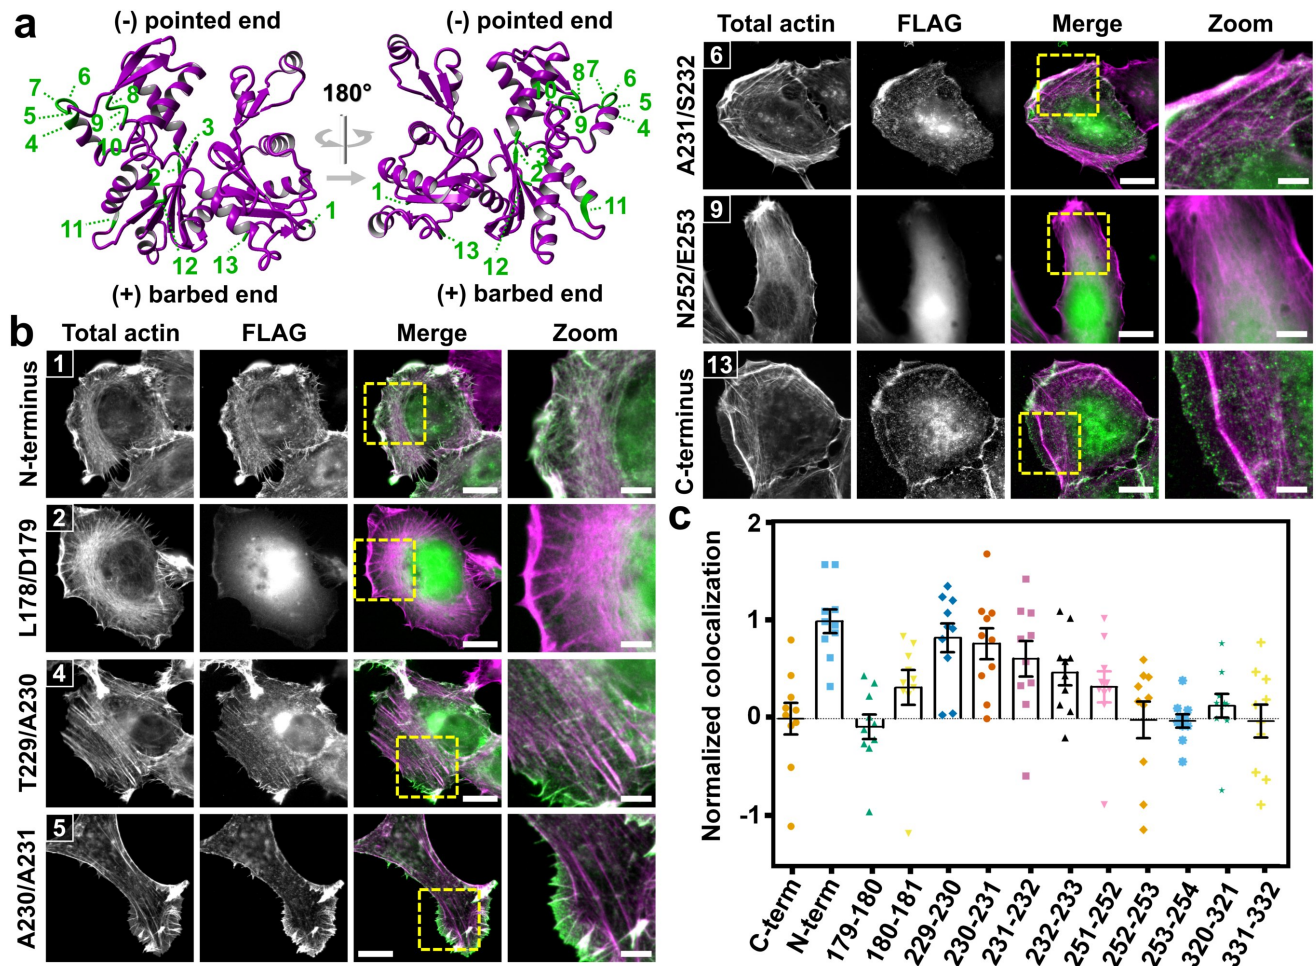 a
(-) pointed end
(-) pointed end
7
6
5
4
8
9
10
3
2
11
12
13
1
180°
10
8
7
6
5
4
9
3
2
1
11
13
12
(+) barbed end
(+) barbed end
b
Total actin
FLAG
Merge
Zoom
1
N-terminus
2
L178/D179
4
T229/A230
5
A230/A231
Total actin
FLAG
Merge
Zoom
6
A231/S232
9
N252/E253
13
C-terminus
c
Normalized colocalization
2
1
0
-1
C-term
N-term
179-180
180-181
229-230
230-231
231-232
232-233
251-252
252-253
253-254
320-321
331-332